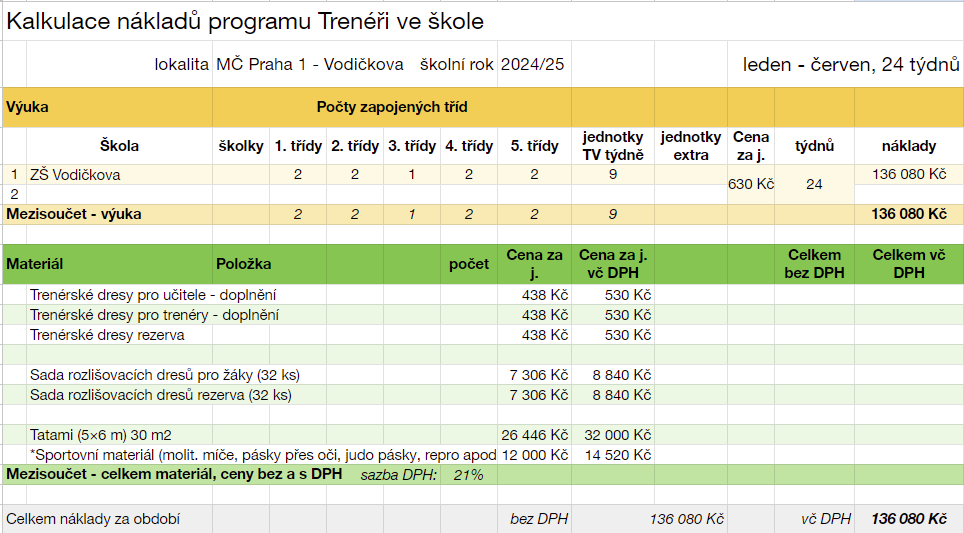 Kalkulace nákladů programu Trenéři ve škole
lokalita MČ Praha 1 - Vodičkova školní rok 2024/25 leden - červen, 24 týdnů
Výuka Počty zapojených tříd
Škola školky 1. třídy 2. třídy 3. třídy 4. třídy 5. třídy jednotky TV týdně jednotky extra Cena za j. týdnů náklady
1 ZŠ Vodičkova 2 2 1 2 2 9 630 Kč 24 136 080 Kč
2
Mezisoučet - výuka 2 2 1 2 2 9 136 080 Kč
Materiál Položka počet Cena za j. Cena za j. vč DPH Celkem bez DPH Celkem vč DPH
Trenérské dresy pro učitele - doplnění 438 Kč 530 Kč
Trenérské dresy pro trenéry - doplnění 438 Kč 530 Kč
Trenérské dresy rezerva 438 Kč 530 Kč
Sada rozlišovacích dresů pro žáky (32 ks) 7 306 Kč 8 840 Kč
Sada rozlišovacích dresů rezerva (32 ks) 7 306 Kč 8 840 Kč
Tatami (5×6 m) 30 m2 26 446 Kč 32 000 Kč
*Sportovní materiál (molit. míče, pásky přes oči, judo pásky, repro apod 12 000 Kč 14 520 Kč
Mezisoučet - celkem materiál, ceny bez a s DPH sazba DPH: 21%
Celkem náklady za období bez DPH 136 080 Kč vč DPH 136 080 Kč